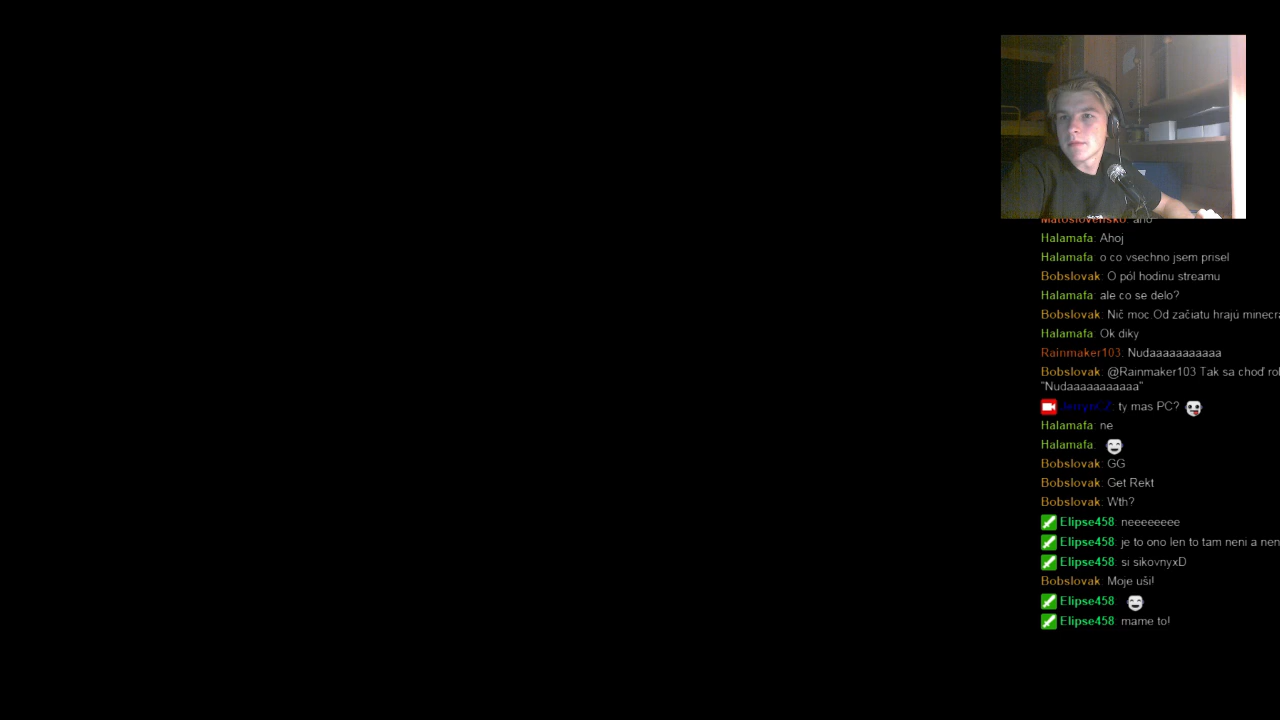 Matoslovensko: ano
Halamafa: Ahoj
Halamafa: o co vsechno jsem prisel
Bobslovak: O pól hodinu streamu
Halamafa: ale co se delo?
Bobslovak: Nič moc.Od začiatu hrajú minecra
Halamafa: Ok diky
Rainmaker103: Nudaaaaaaaaaaa
Bobslovak: @Rainmaker103 Tak sa choď rol
"Nudaaaaaaaaaaa"
: ty mas PC?
Halamafa: ne
Halamafa:
Bobslovak: GG
Bobslovak: Get Rekt
Bobslovak: Wth?
Elipse458: neeeeeeee
Elipse458: je to ono len to tam neni a nen
Elipse458: si sikovnyxD
Bobslovak: Moje uši!
Elipse458
Elipse458 mame to!